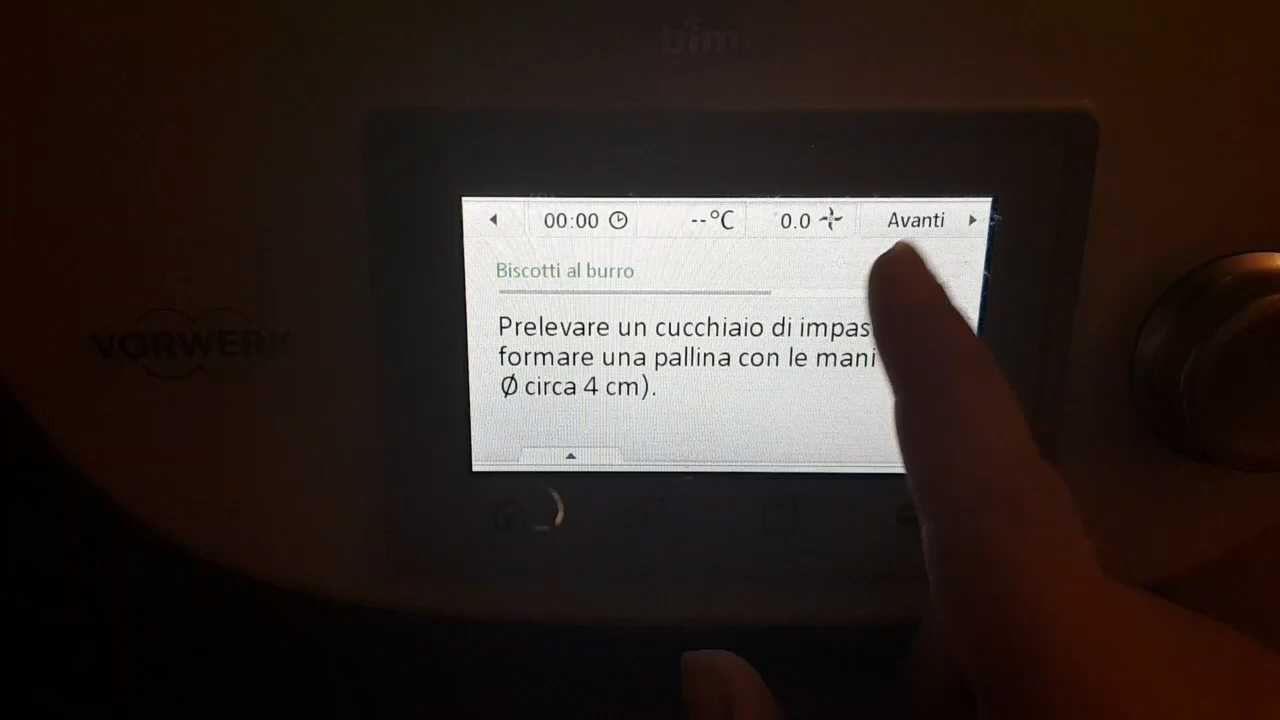 bim
VORWERK
00:00 --°C 0.0 Avanti
Biscotti al burro
Prelevare un cucchiaio di impas
formare una pallina con le mani
Ø circa 4 cm).